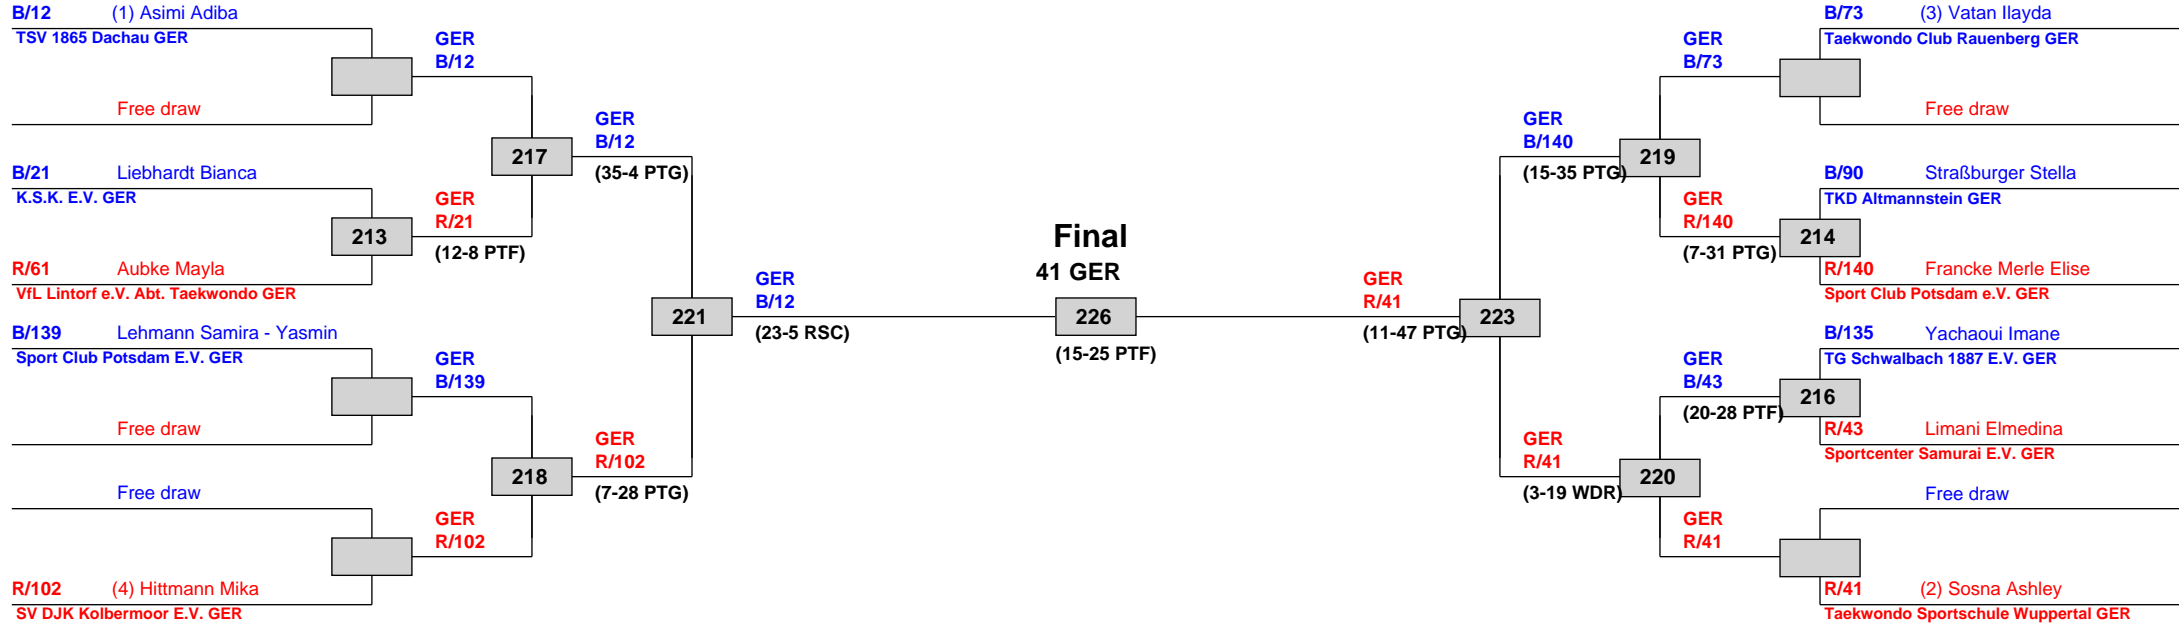 B/12 (1) Asimi Adiba
TSV 1865 Dachau GER
GER
B/12
Free draw
GER
B/12
217
(35-4 PTG)
B/21 Liebhardt Bianca
K.S.K. E.V. GER
GER
R/21
213
(12-8 PTF)
R/61 Aubke Mayla
VfL Lintorf e.V. Abt. Taekwondo GER
GER
B/12
221
(23-5 RSC)
B/139 Lehmann Samira - Yasmin
Sport Club Potsdam E.V. GER
GER
B/139
Free draw
GER
R/102
218
(7-28 PTG)
Free draw
GER
R/102
R/102 (4) Hittmann Mika
SV DJK Kolbermoor E.V. GER
Final
41 GER
226
(15-25 PTF)
B/73 (3) Vatan Ilayda
Taekwondo Club Rauenberg GER
GER
B/73
Free draw
GER
B/140
219
(15-35 PTG)
B/90 Straßburger Stella
TKD Altmannstein GER
GER
R/140
214
(7-31 PTG)
R/140 Francke Merle Elise
Sport Club Potsdam e.V. GER
GER
R/41
223
(11-47 PTG)
B/135 Yachaoui Imane
TG Schwalbach 1887 E.V. GER
GER
B/43
216
(20-28 PTF)
R/43 Limani Elmedina
Sportcenter Samurai E.V. GER
GER
R/41
220
(3-19 WDR)
Free draw
GER
R/41
R/41 (2) Sosna Ashley
Taekwondo Sportschule Wuppertal GER